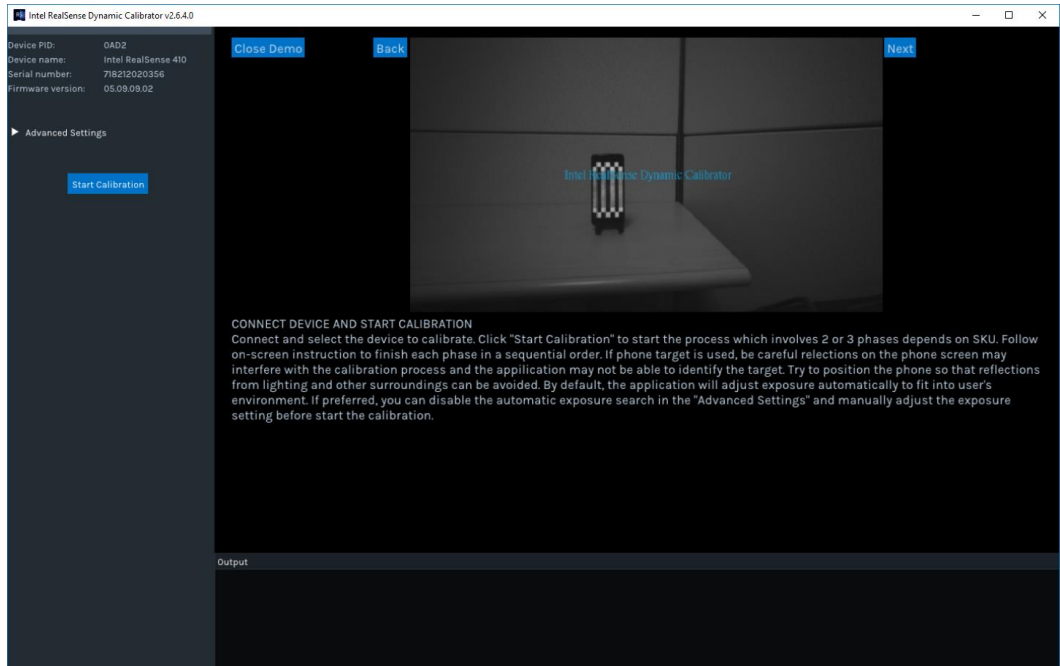 Intel RealSense Dynamic Calibrator v2.6.4.0
Device PID: 0AD2
Device name: Intel RealSense 410
Serial number: 718212020356
Firmware version: 05.09.09.02
Advanced Settings
Start Calibration
Close Demo
Back
Next
Intel Realsense Dynamic Calibrator
CONNECT DEVICE AND START CALIBRATION
Connect and select the device to calibrate. Click "Start Calibration" to start the process which involves 2 or 3 phases depends on SKU. Follow
on-screen instruction to finish each phase in a sequential order. If phone target is used, be careful relections on the phone screen may
interfere with the calibration process and the appilication may not be able to identify the target. Try to position the phone so that reflections
from lighting and other surroundings can be avoided. By default, the application will adjust exposure automatically to fit into user's
environment. If preferred, you can disable the automatic exposure search in the "Advanced Settings" and manually adjust the exposure
setting before start the calibration.
Output